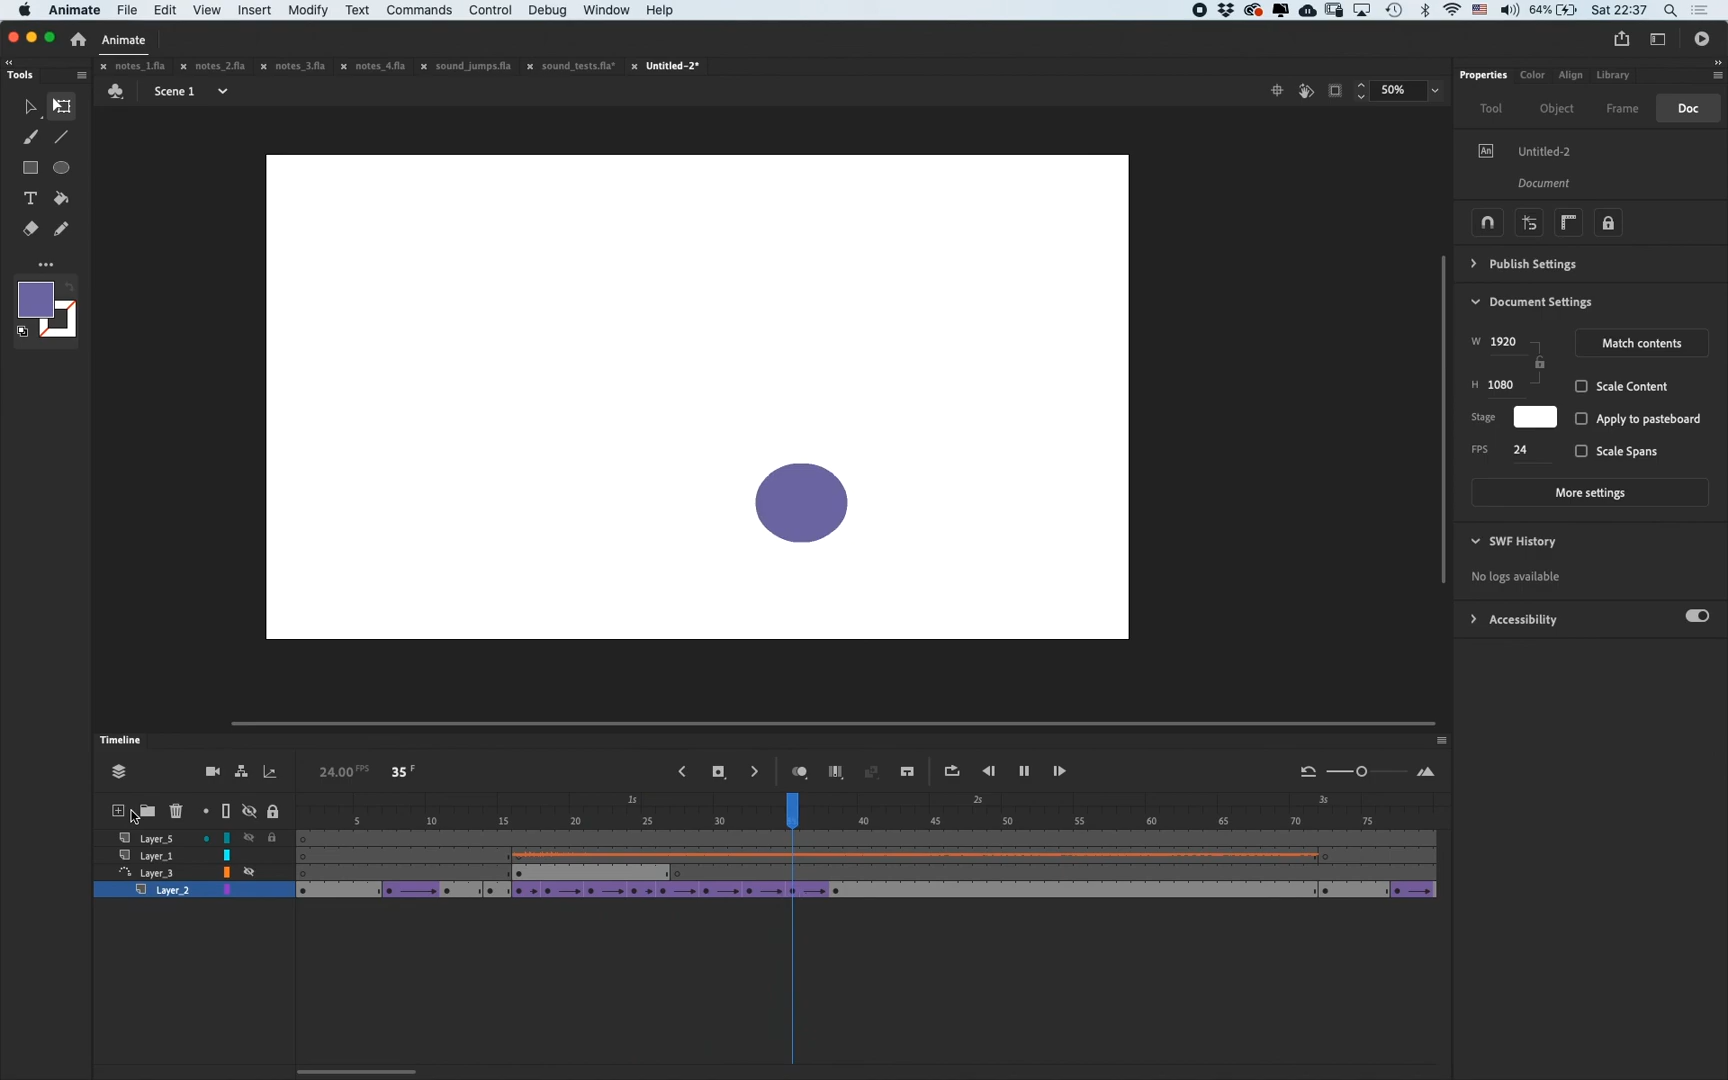 Animate File Edit View Insert Modify Text Commands Control Debug Window Help 64% Sat 22:37
Animate
notes_1.fla notes_2.fla notes_3.fla notes_4.fla sound_jumps.fla sound_tests.fla* Untitled-2*
Tools
Scene 1 50%
Properties Color Align Library
Tool Object Frame Doc
An Untitled-2
Document
Publish Settings
Document Settings
W 1920 Match contents
H 1080 Scale Content
Stage Apply to pasteboard
FPS 24 Scale Spans
More settings
SWF History
No logs available
Accessibility
Timeline
24.00 FPS 35 F
1s 2s 3s
5 10 15 20 25 30 40 45 50 55 60 65 70 75
Layer_5
Layer_1
Layer_3
Layer_2